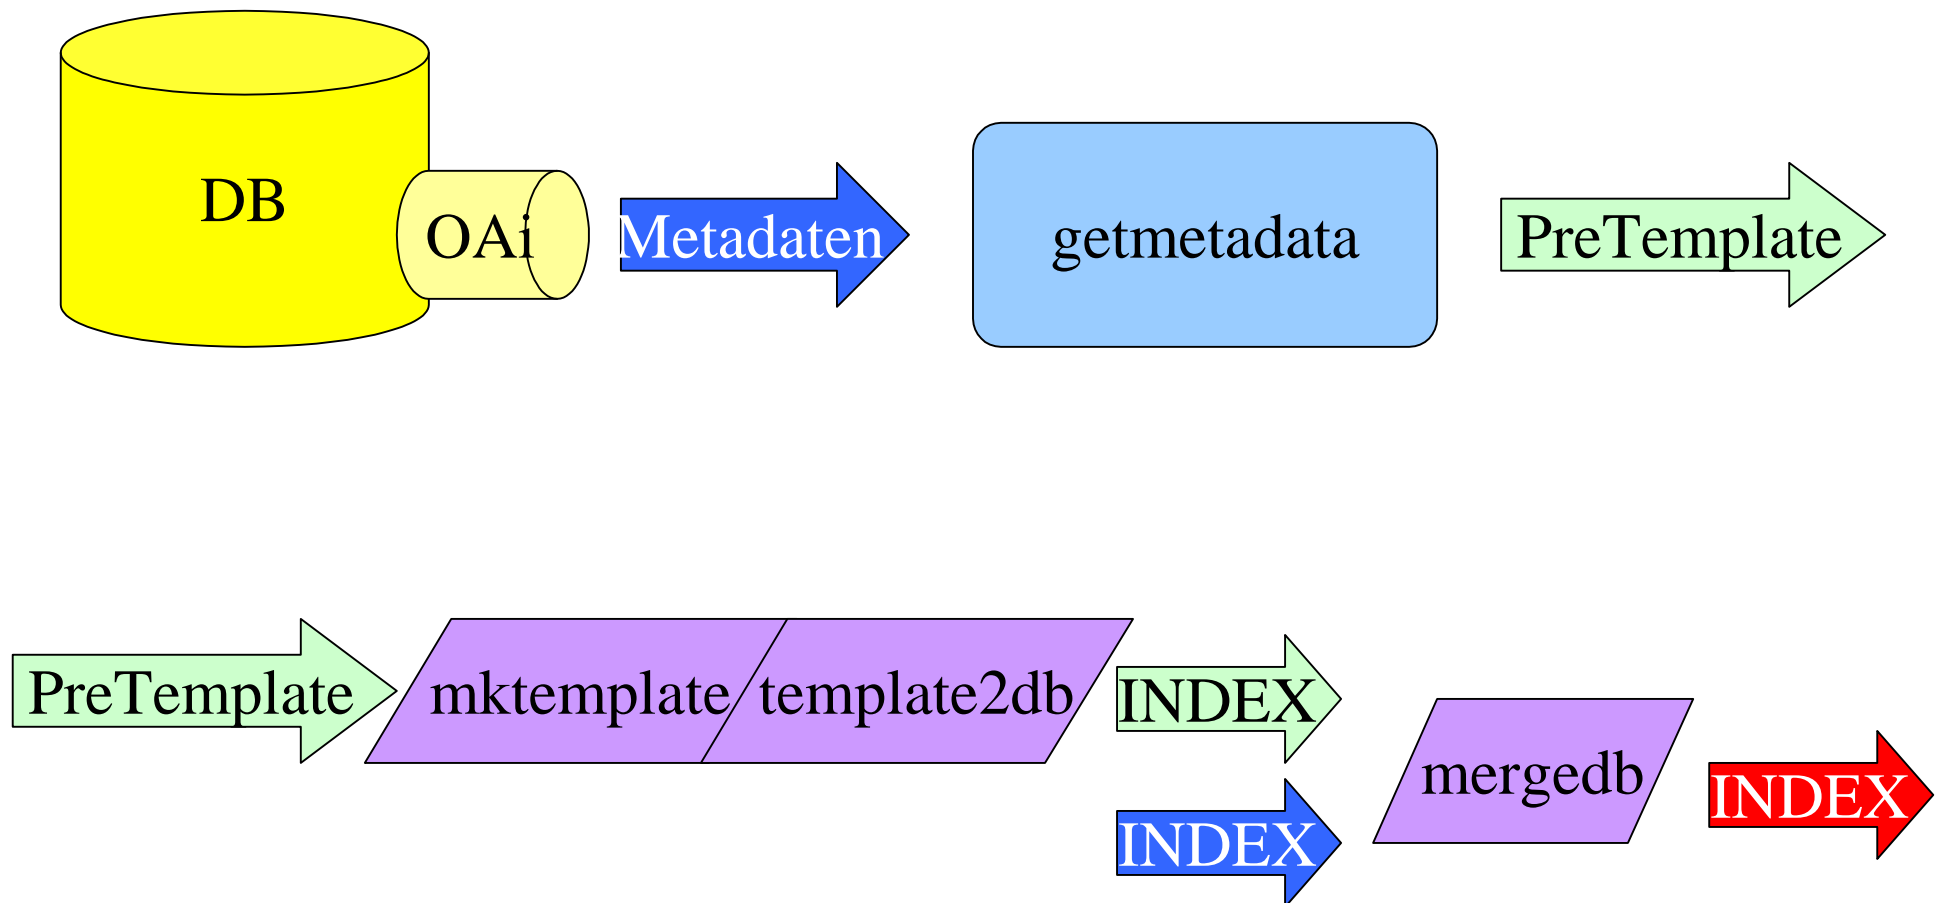 DB
OAi
Metadaten
getmetadata
PreTemplate
PreTemplate
mktemplate
template2db
INDEX
INDEX
mergedb
INDEX